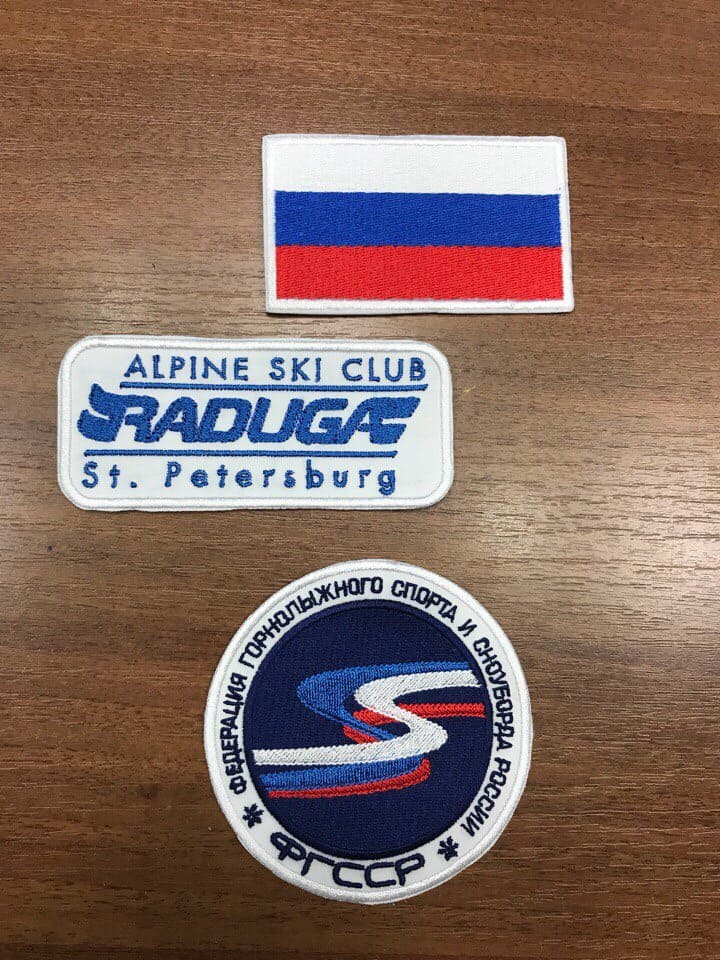 ALPINE SKI CLUB
RADUGA
St. Petersburg
ФЕДЕРАЦИЯ ГОРНОЛЫЖНОГО СПОРТА И СНОУБОРДА РОССИИ
ФГССР